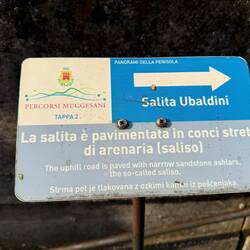 PANORAMI DELLA PENISOLA
PERCORSI MUGGESANI
TAPPA 2
Salita Ubaldini
La salita è pavimentata in conci stret
di arenaria (saliso)
The uphill road is paved with narrow sandstone ashlars,
the so-called saliso.
Strma pot je tlakovana z ozkimi kamni iz peščenjaka